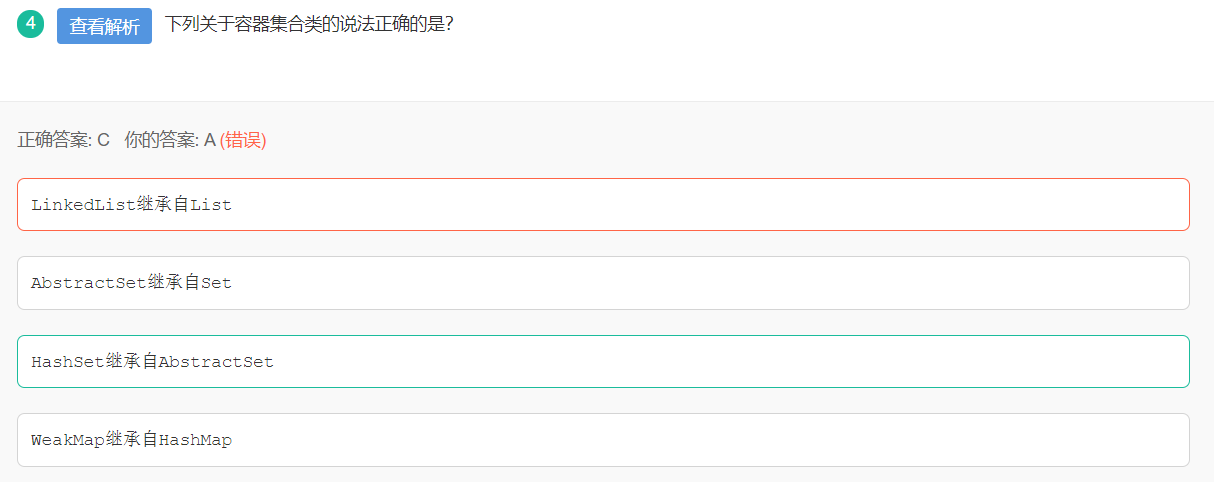 4 查看解析 下列关于容器集合类的说法正确的是?
正确答案: C 你的答案: A (错误)
LinkedList继承自List
AbstractSet继承自Set
HashSet继承自AbstractSet
WeakMap继承自HashMap